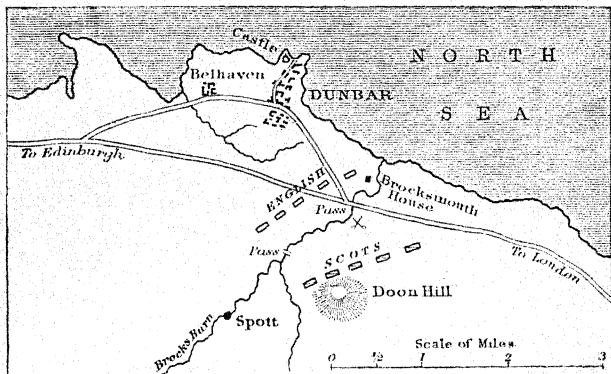 Castle
NORTH
Belhaven
DUNBAR
SEA
To Edinburgh
ENGLISH
Brocksmouth
House
Pass
Pass
SCOTS
To London
Doon Hill
Brocks Burn
Spott
Scale of Miles.
0 ½ 1 2 3